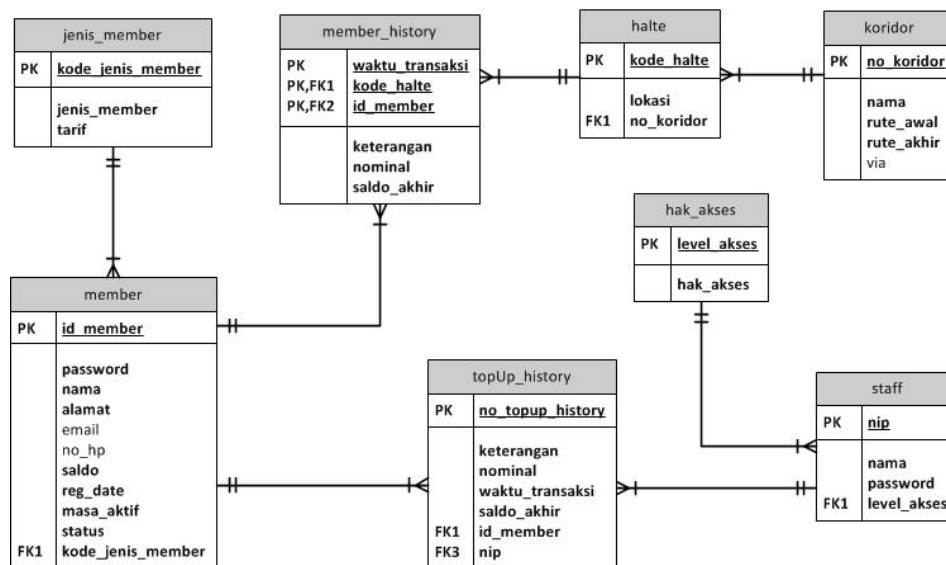 jenis_member
PK kode_jenis_member
jenis_member
tarif
member_history
PK waktu_transaksi
PK,FK1 kode_halte
PK,FK2 id_member
keterangan
nominal
saldo_akhir
halte
PK kode_halte
lokasi
FK1 no_koridor
koridor
PK no_koridor
nama
rute_awal
rute_akhir
via
hak_akses
PK level_akses
hak_akses
member
PK id_member
password
nama
alamat
email
no_hp
saldo
reg_date
masa_aktif
status
FK1 kode_jenis_member
topUp_history
PK no_topup_history
keterangan
nominal
waktu_transaksi
saldo_akhir
FK1 id_member
FK3 nip
staff
PK nip
nama
password
FK1 level_akses